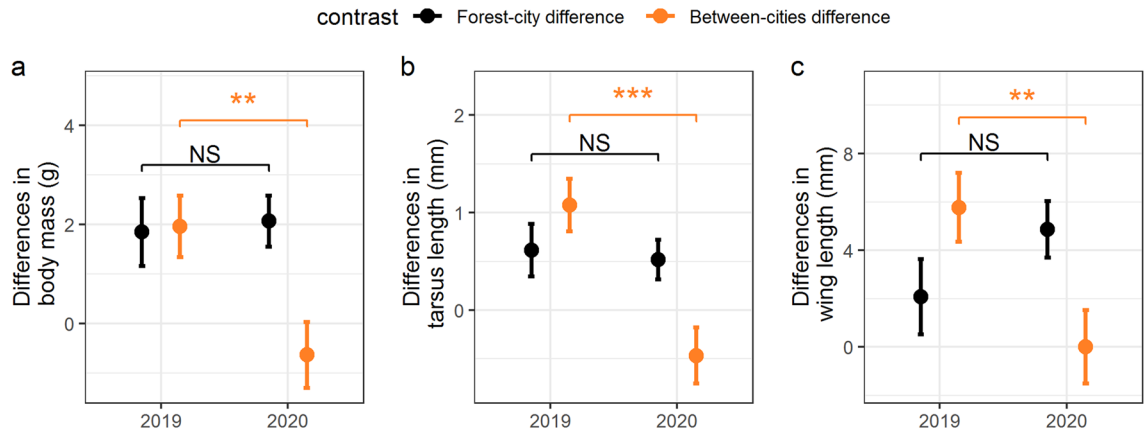 contrast Forest-city difference Between-cities difference
a
**
NS
4
2
0
Differences in
body mass (g)
2019 2020
b
***
NS
2
1
0
Differences in
tarsus length (mm)
2019 2020
c
**
NS
8
4
0
Differences in
wing length (mm)
2019 2020